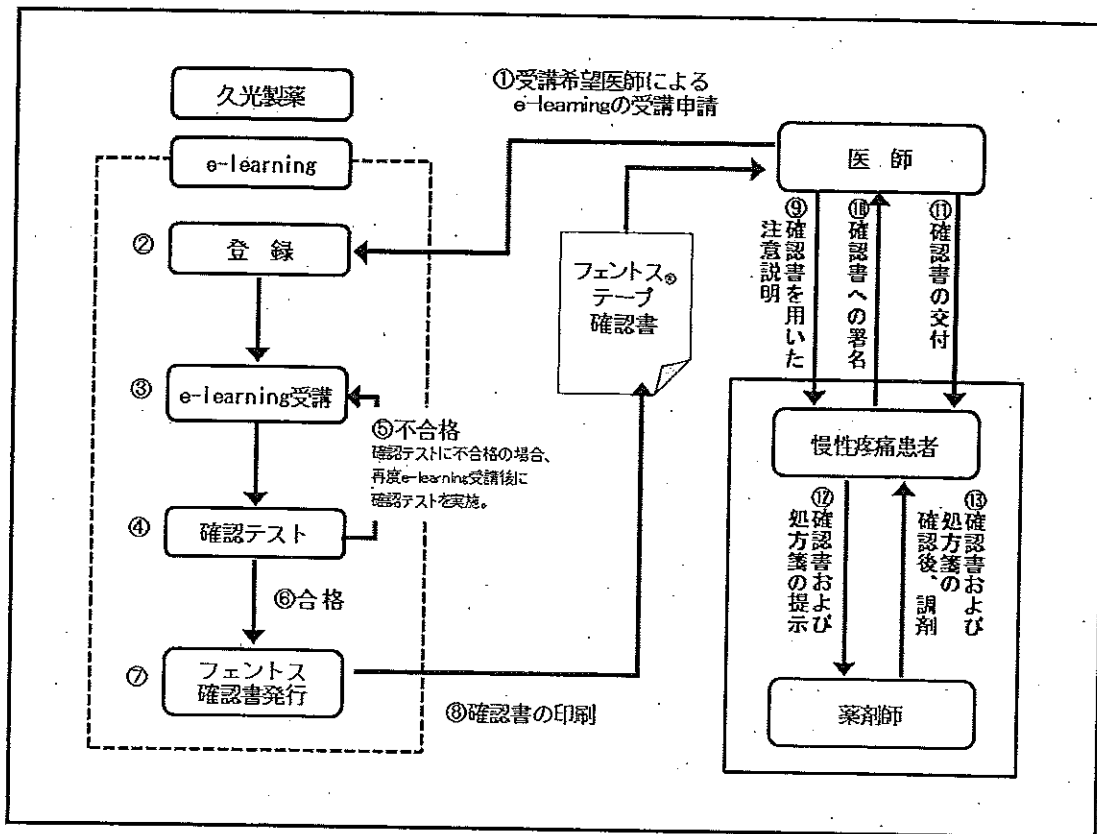 久光製薬
e-learning
①受講希望医師による
e-learningの受講申請
医 師
② 登 録
③ e-learning受講
⑤不合格
確認テストに不合格の場合、
再度e-learning受講後に
確認テストを実施。
④ 確認テスト
⑥合格
⑦ フェントス
確認書発行
⑧確認書の印刷
フェントス®
テープ
確認書
⑨確認書を用いた
注意説明
⑩確認書への署名
⑪確認書の交付
慢性疼痛患者
⑫確認書および
処方箋の提示
⑬確認書および
処方箋の
確認後、調剤
薬剤師